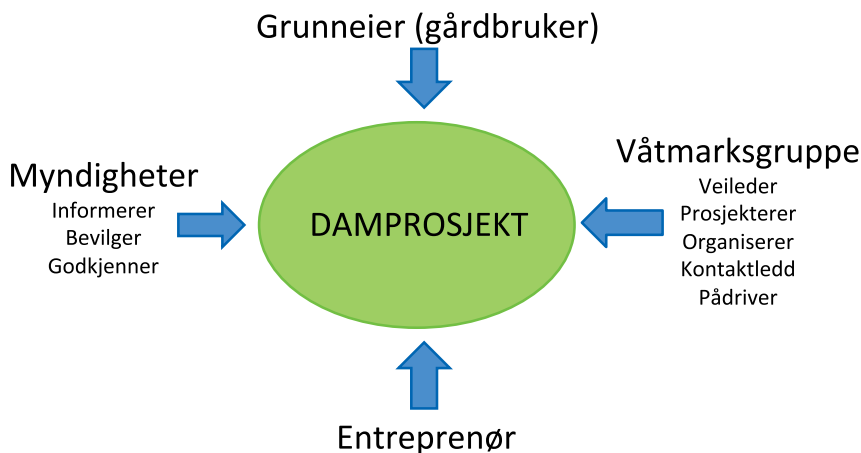 Grunneier (gårdbruker)
Myndigheter
Informerer
Bevilger
Godkjenner
DAMPROSJEKT
Våtmarksgruppe
Veileder
Prosjekterer
Organiserer
Kontaktledd
Pådriver
Entreprenør